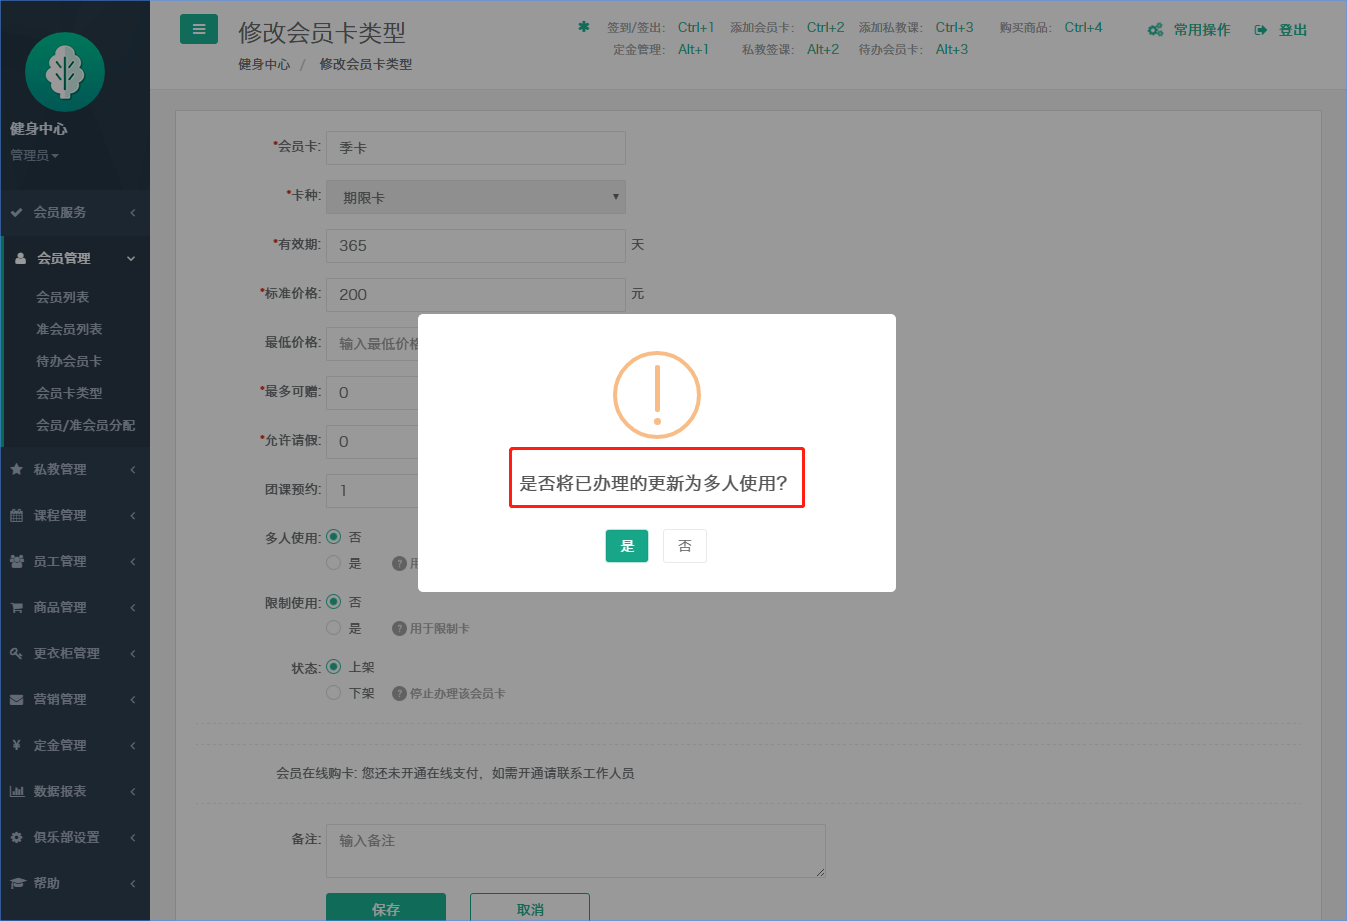 健身中心
管理员
会员服务
会员管理
会员列表
准会员列表
待办会员卡
会员卡类型
会员/准会员分配
私教管理
课程管理
员工管理
商品管理
更衣柜管理
营销管理
定金管理
数据报表
俱乐部设置
帮助
修改会员卡类型
健身中心 / 修改会员卡类型
签到/签出: Ctrl+1 添加会员卡: Ctrl+2 添加私教课: Ctrl+3 购买商品: Ctrl+4
定金管理: Alt+1 私教签课: Alt+2 待办会员卡: Alt+3
常用操作 登出
*会员卡: 季卡
*卡种: 期限卡
*有效期: 365 天
*标准价格: 200 元
最低价格: 输入最低价格
*最多可赠: 0
*允许请假: 0
团课预约: 1
多人使用: 否
是 ? 用
限制使用: 否
是 ? 用于限制卡
状态: 上架
下架 ? 停止办理该会员卡
会员在线购卡: 您还未开通在线支付，如需开通请联系工作人员
备注: 输入备注
保存 取消
是否将已办理的更新为多人使用?
是 否